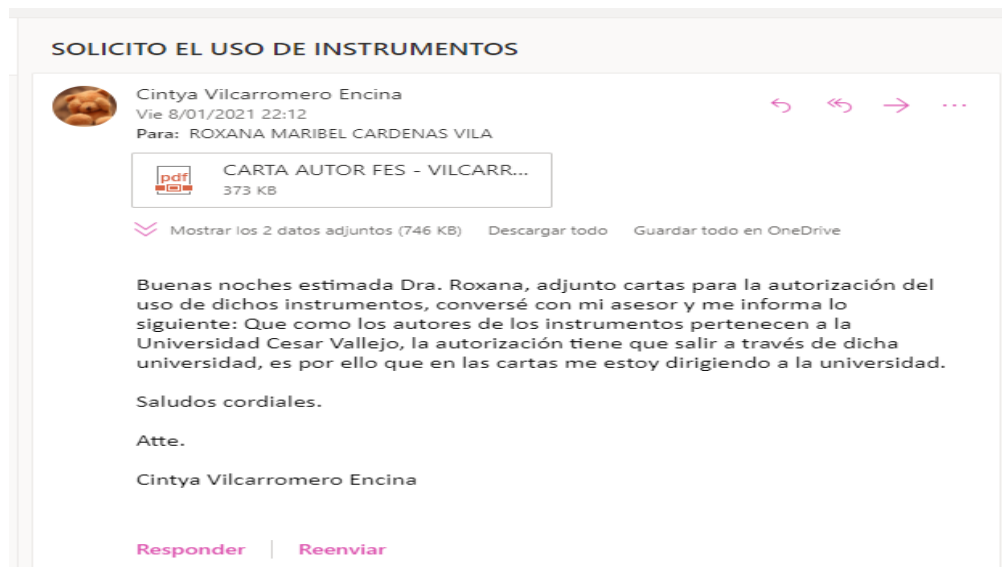 SOLICITO EL USO DE INSTRUMENTOS
Cintya Vilcarromero Encina
Vie 8/01/2021 22:12
Para: ROXANA MARIBEL CARDENAS VILA
pdf
CARTA AUTOR FES - VILCARR...
373 KB
Mostrar los 2 datos adjuntos (746 KB) Descargar todo Guardar todo en OneDrive
Buenas noches estimada Dra. Roxana, adjunto cartas para la autorización del
uso de dichos instrumentos, conversé con mi asesor y me informa lo
siguiente: Que como los autores de los instrumentos pertenecen a la
Universidad Cesar Vallejo, la autorización tiene que salir a través de dicha
universidad, es por ello que en las cartas me estoy dirigiendo a la universidad.
Saludos cordiales.
Atte.
Cintya Vilcarromero Encina
Responder Reenviar